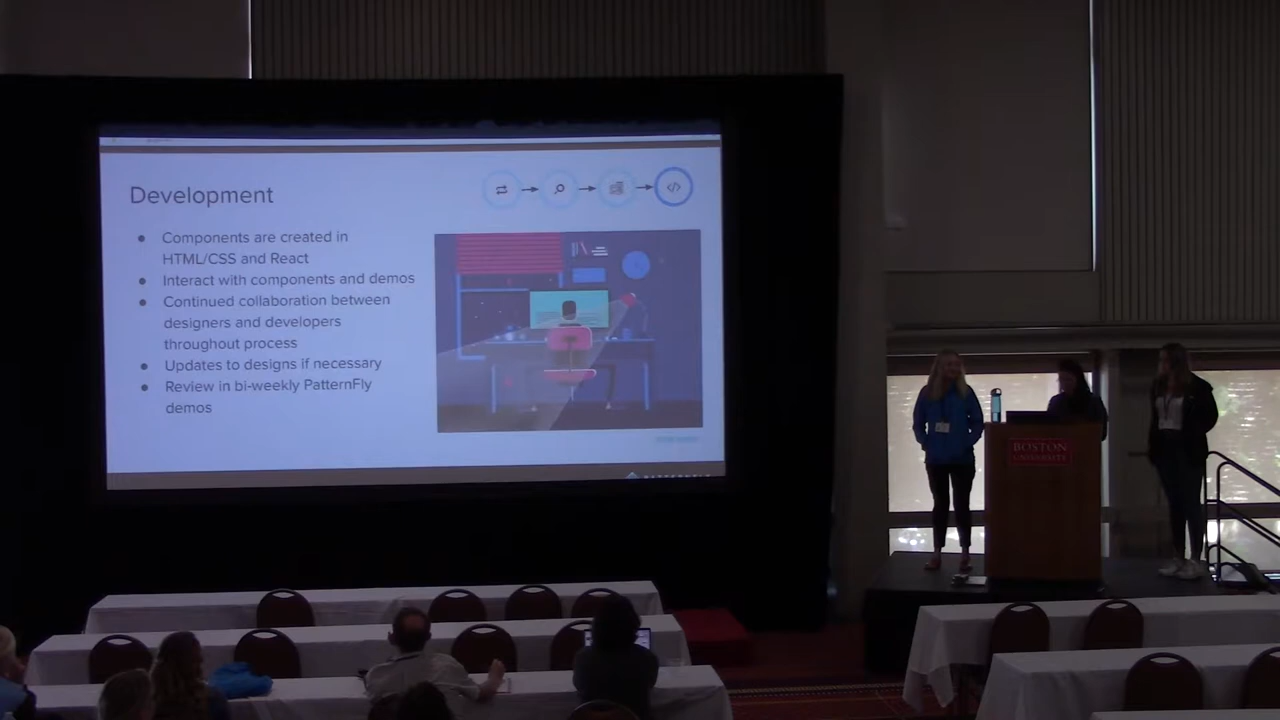 Development
</>
● Components are created in
HTML/CSS and React
● Interact with components and demos
● Continued collaboration between
designers and developers
throughout process
● Updates to designs if necessary
● Review in bi-weekly PatternFly
demos
BOSTON
UNIVERSITY